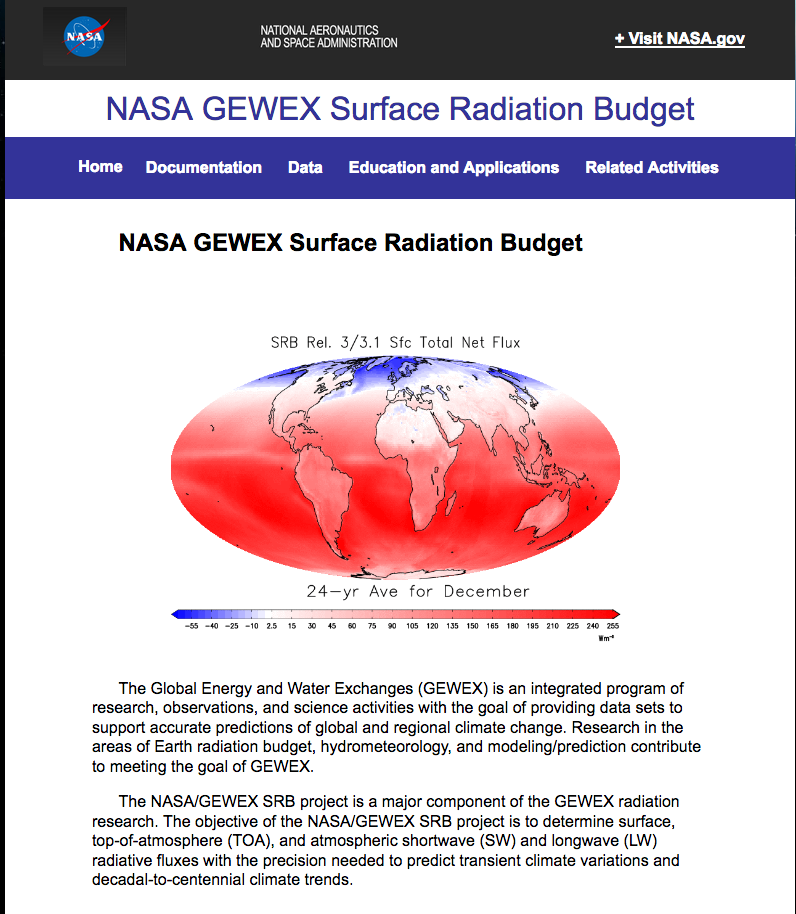 NASA
NATIONAL AERONAUTICS
AND SPACE ADMINISTRATION
+ Visit NASA.gov
NASA GEWEX Surface Radiation Budget
Home Documentation Data Education and Applications Related Activities
NASA GEWEX Surface Radiation Budget
SRB Rel. 3/3.1 Sfc Total Net Flux
24-yr Ave for December
-55 -40 -25 -10 2.5 15 30 45 60 75 90 105 120 135 150 165 180 195 210 225 240 255
Wm⁻²
The Global Energy and Water Exchanges (GEWEX) is an integrated program of
research, observations, and science activities with the goal of providing data sets to
support accurate predictions of global and regional climate change. Research in the
areas of Earth radiation budget, hydrometeorology, and modeling/prediction contribute
to meeting the goal of GEWEX.
The NASA/GEWEX SRB project is a major component of the GEWEX radiation
research. The objective of the NASA/GEWEX SRB project is to determine surface,
top-of-atmosphere (TOA), and atmospheric shortwave (SW) and longwave (LW)
radiative fluxes with the precision needed to predict transient climate variations and
decadal-to-centennial climate trends.